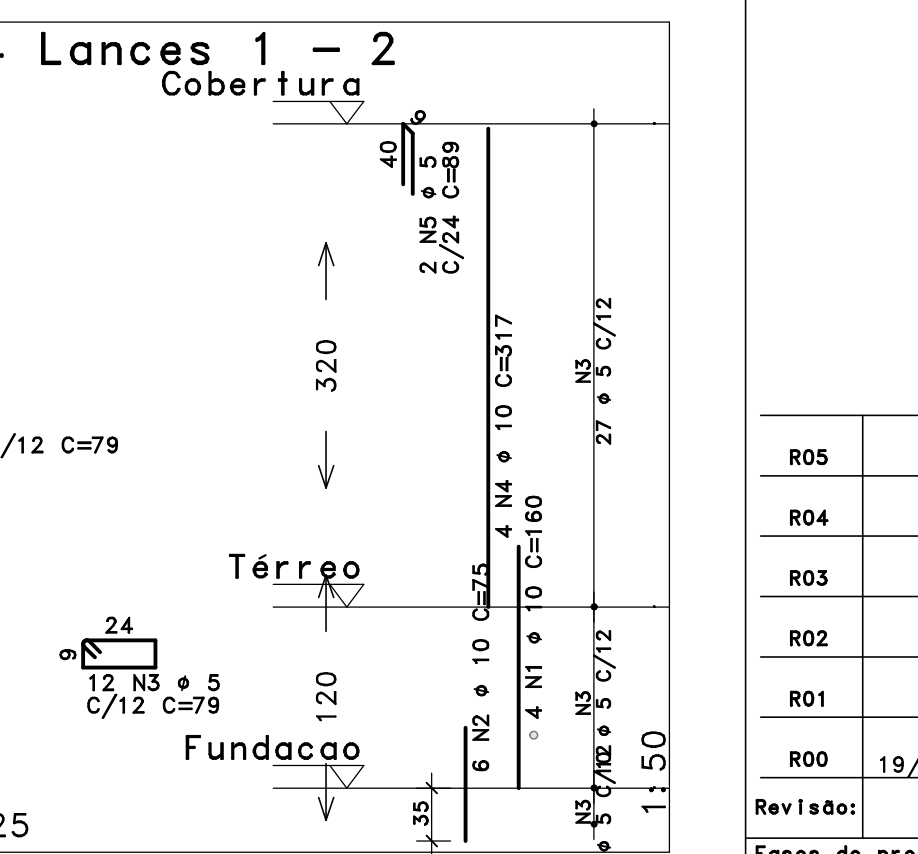 Lances 1 - 2
Cobertura
6
40
2 N5 ø 5
C/24 C=89
320
4 N4 ø 10 C=317
N3
27 ø 5 C/12
/12 C=79
Térreo
4 N1 ø 10 C=160
6 N2 ø 10 C=75
24
9
12 N3 ø 5
C/12 C=79
120
N3
ø 5 C/12
Fundacao
35
N3
ø 5 C/12
1:50
25
R05
R04
R03
R02
R01
R00 19/
Revisão: